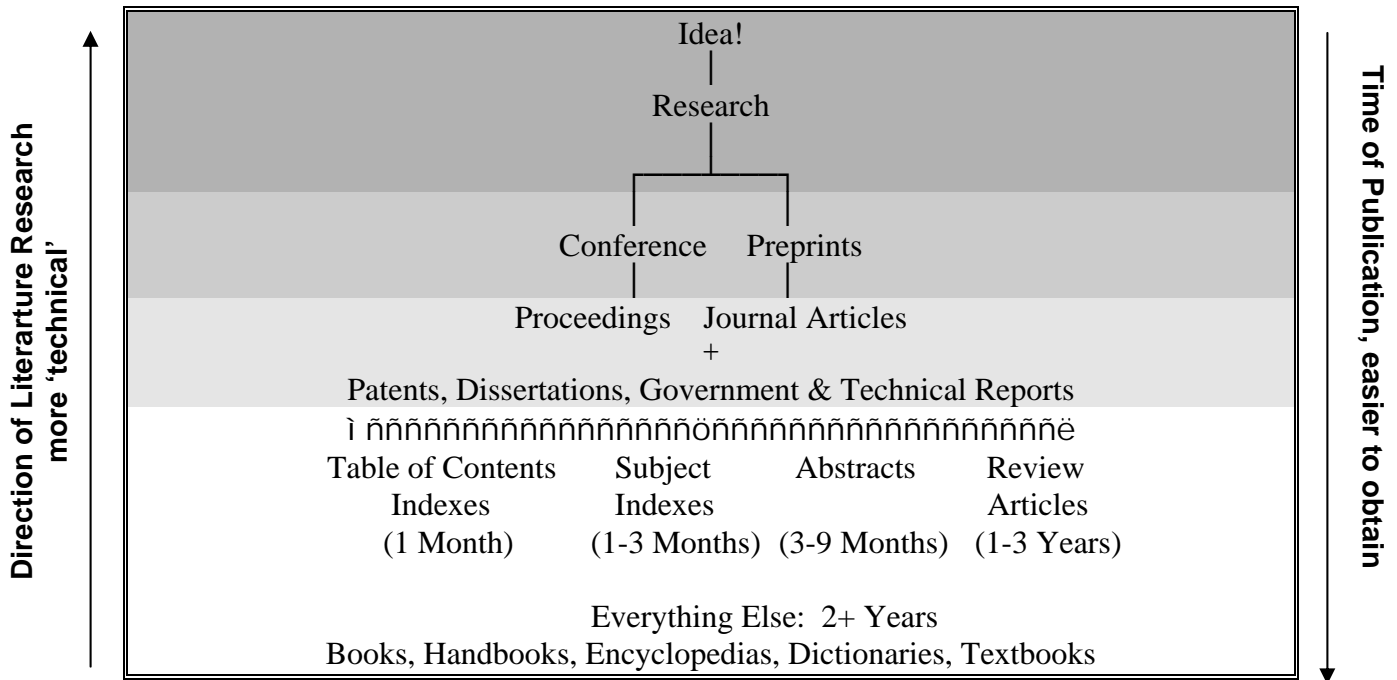 Direction of Literarture Research
more ‘technical’
Idea!
Research
Conference Preprints
Proceedings Journal Articles
+
Patents, Dissertations, Government & Technical Reports
ì ñññññññññññññññññöñññññññññññññññññññë
Table of Contents Subject Abstracts Review
Indexes Indexes Articles
(1 Month) (1-3 Months) (3-9 Months) (1-3 Years)
Everything Else: 2+ Years
Books, Handbooks, Encyclopedias, Dictionaries, Textbooks
Time of Publication, easier to obtain